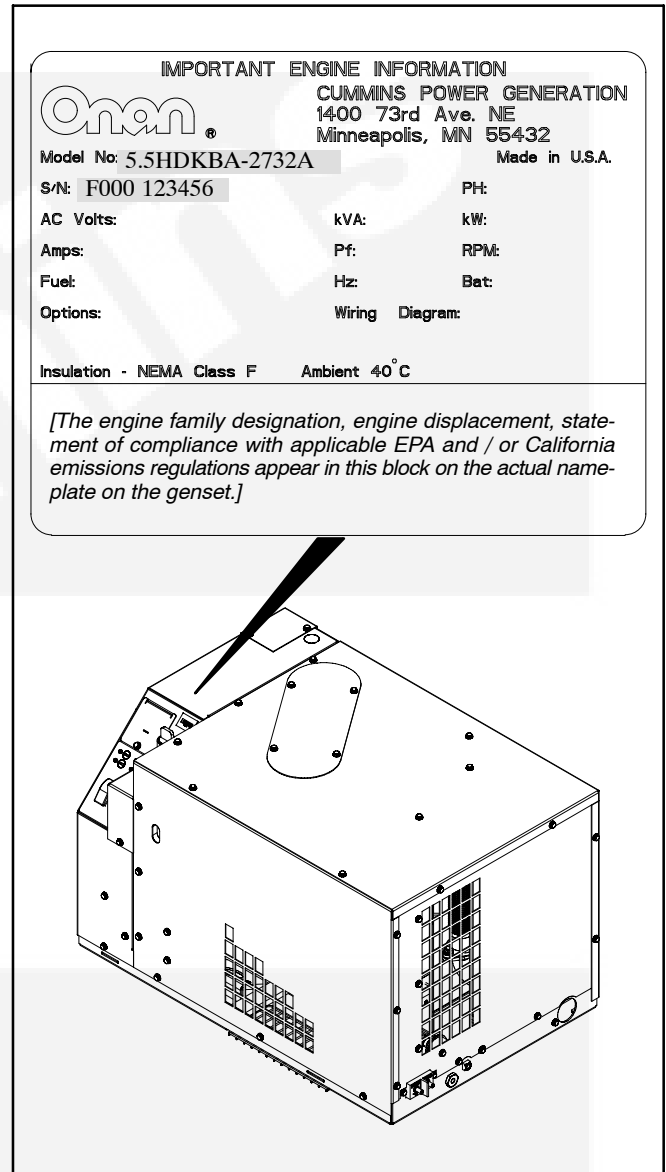 IMPORTANT ENGINE INFORMATION
Onan ®
CUMMINS POWER GENERATION
1400 73rd Ave. NE
Minneapolis, MN 55432
Model No: 5.5HDKBA-2732A Made in U.S.A.
S/N: F000 123456 PH:
AC Volts: kVA: kW:
Amps: Pf: RPM:
Fuel: Hz: Bat:
Options: Wiring Diagram:
Insulation - NEMA Class F Ambient 40°C
[The engine family designation, engine displacement, state-
ment of compliance with applicable EPA and / or California
emissions regulations appear in this block on the actual name-
plate on the genset.]